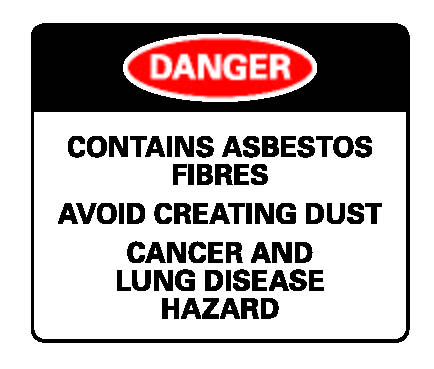 DANGER
CONTAINS ASBESTOS
FIBRES
AVOID CREATING DUST
CANCER AND
LUNG DISEASE
HAZARD